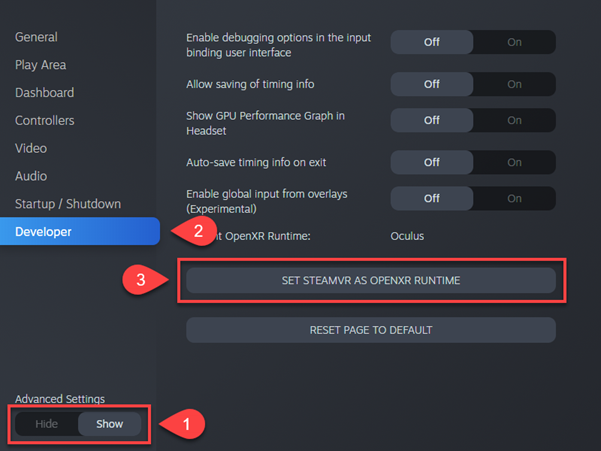 General
Play Area
Dashboard
Controllers
Video
Audio
Startup / Shutdown
Developer
2
Advanced Settings
Hide
Show
1
Enable debugging options in the input
binding user interface
Off
On
Allow saving of timing info
Off
On
Show GPU Performance Graph in
Headset
Off
On
Auto-save timing info on exit
Off
On
Enable global input from overlays
(Experimental)
Off
On
OpenXR Runtime:
Oculus
3
SET STEAMVR AS OPENXR RUNTIME
RESET PAGE TO DEFAULT